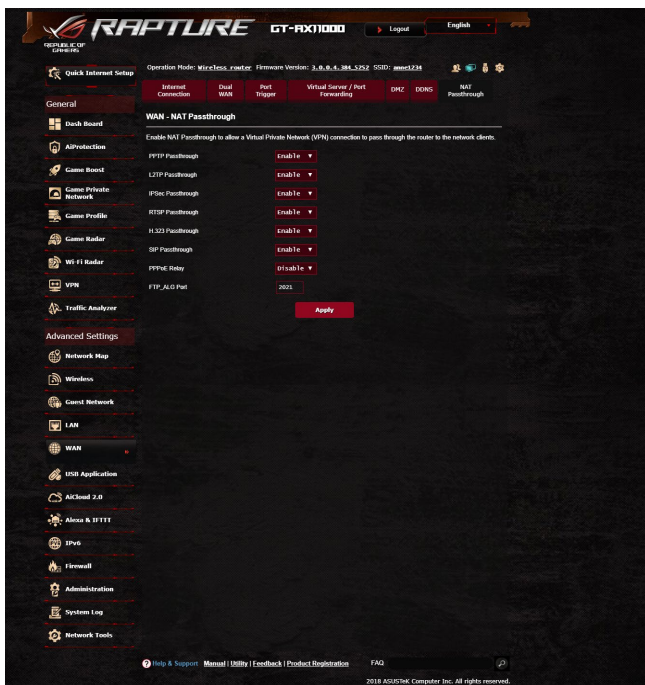 REPUBLIC OF
GAMERS
RAPTURE GT-AX11000 Logout English
Quick Internet Setup
Operation Mode: Wireless router Firmware Version: 3.0.0.4.384_5252 SSID: anne1234
Internet Connection
Dual WAN
Port Trigger
Virtual Server / Port Forwarding
DMZ
DDNS
NAT Passthrough
General
Dash Board
AiProtection
Game Boost
Game Private Network
Game Profile
Game Radar
Wi-Fi Radar
VPN
Traffic Analyzer
Advanced Settings
Network Map
Wireless
Guest Network
LAN
WAN
USB Application
AiCloud 2.0
Alexa & IFTTT
IPv6
Firewall
Administration
System Log
Network Tools
WAN - NAT Passthrough
Enable NAT Passthrough to allow a Virtual Private Network (VPN) connection to pass through the router to the network clients.
PPTP Passthrough Enable
L2TP Passthrough Enable
IPSec Passthrough Enable
RTSP Passthrough Enable
H.323 Passthrough Enable
SIP Passthrough Enable
PPPoE Relay Disable
FTP_ALG Port 2021
Apply
Help & Support Manual | Utility | Feedback | Product Registration FAQ
2018 ASUSTeK Computer Inc. All rights reserved.